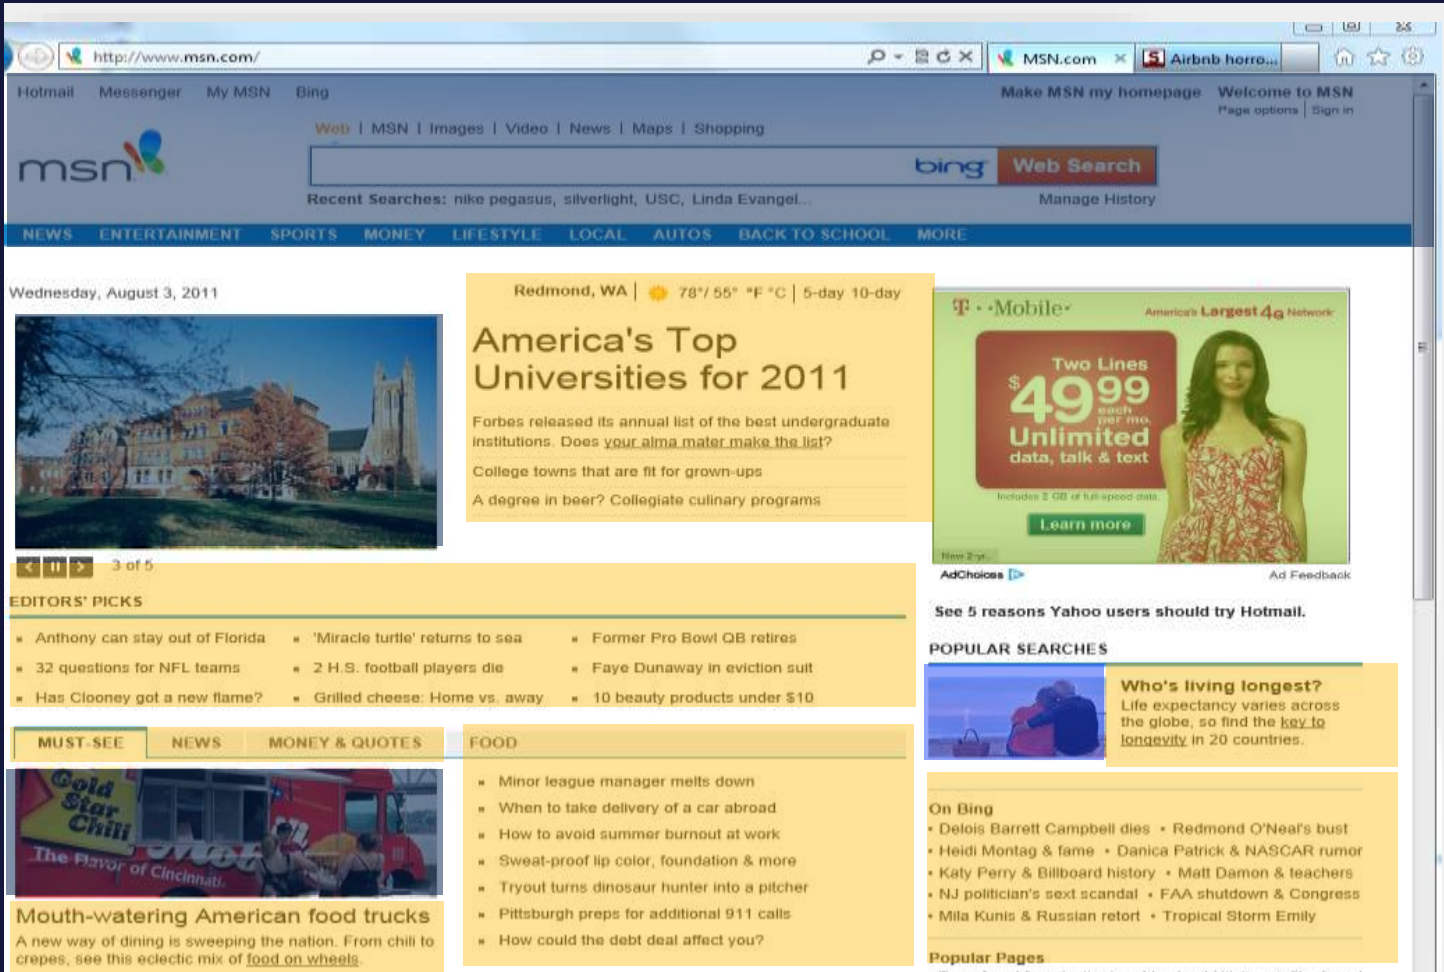 http://www.msn.com/
MSN.com
Airbnb horro...
Hotmail Messenger My MSN Bing
Make MSN my homepage Welcome to MSN
Page options | Sign in
Web | MSN | Images | Video | News | Maps | Shopping
msn
bing Web Search
Recent Searches: nike pegasus, silverlight, USC, Linda Evangel...
Manage History
NEWS ENTERTAINMENT SPORTS MONEY LIFESTYLE LOCAL AUTOS BACK TO SCHOOL MORE
Wednesday, August 3, 2011
3 of 5
Redmond, WA | 78°/ 55° °F °C | 5-day 10-day
America's Top
Universities for 2011
Forbes released its annual list of the best undergraduate
institutions. Does your alma mater make the list?
College towns that are fit for grown-ups
A degree in beer? Collegiate culinary programs
T··Mobile·
America's Largest 4G Network
Two Lines
$49.99
each
per mo.
Unlimited
data, talk & text
Includes 2 GB of full-speed data.
Learn more
New 2-yr...
AdChoices
Ad Feedback
EDITORS' PICKS
Anthony can stay out of Florida
32 questions for NFL teams
Has Clooney got a new flame?
'Miracle turtle' returns to sea
2 H.S. football players die
Grilled cheese: Home vs. away
Former Pro Bowl QB retires
Faye Dunaway in eviction suit
10 beauty products under $10
See 5 reasons Yahoo users should try Hotmail.
POPULAR SEARCHES
Who's living longest?
Life expectancy varies across
the globe, so find the key to
longevity in 20 countries.
MUST-SEE NEWS MONEY & QUOTES FOOD
Gold
Star
Chili
The Flavor of Cincinnati.
Mouth-watering American food trucks
A new way of dining is sweeping the nation. From chili to
crepes, see this eclectic mix of food on wheels.
Minor league manager melts down
When to take delivery of a car abroad
How to avoid summer burnout at work
Sweat-proof lip color, foundation & more
Tryout turns dinosaur hunter into a pitcher
Pittsburgh preps for additional 911 calls
How could the debt deal affect you?
On Bing
• Delois Barrett Campbell dies • Redmond O'Neal's bust
• Heidi Montag & fame • Danica Patrick & NASCAR rumor
• Katy Perry & Billboard history • Matt Damon & teachers
• NJ politician's sext scandal • FAA shutdown & Congress
• Mila Kunis & Russian retort • Tropical Storm Emily
Popular Pages